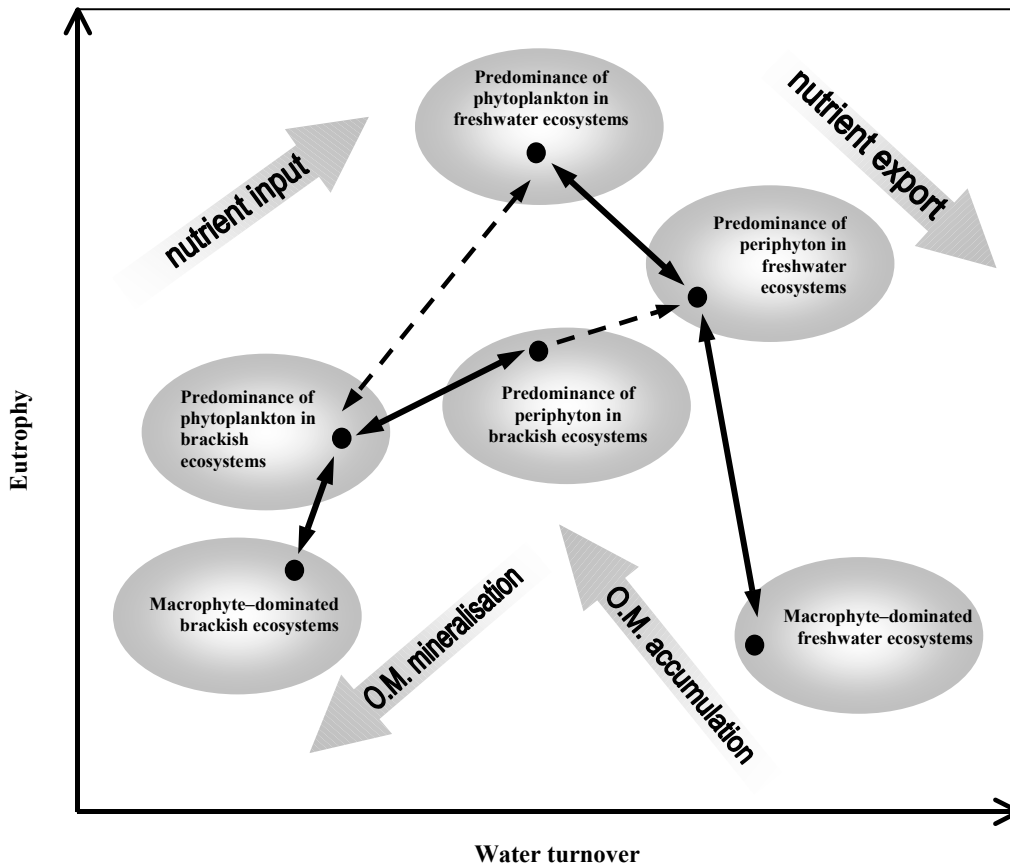 Predominance of
phytoplankton in
freshwater ecosystems
nutrient input
nutrient export
Predominance of
periphyton in
freshwater
ecosystems
Predominance of
phytoplankton in
brackish
ecosystems
Predominance of
periphyton in
brackish ecosystems
Eutrophy
Macrophyte–dominated
brackish ecosystems
O.M. mineralisation
O.M. accumulation
Macrophyte–dominated
freshwater ecosystems
Water turnover